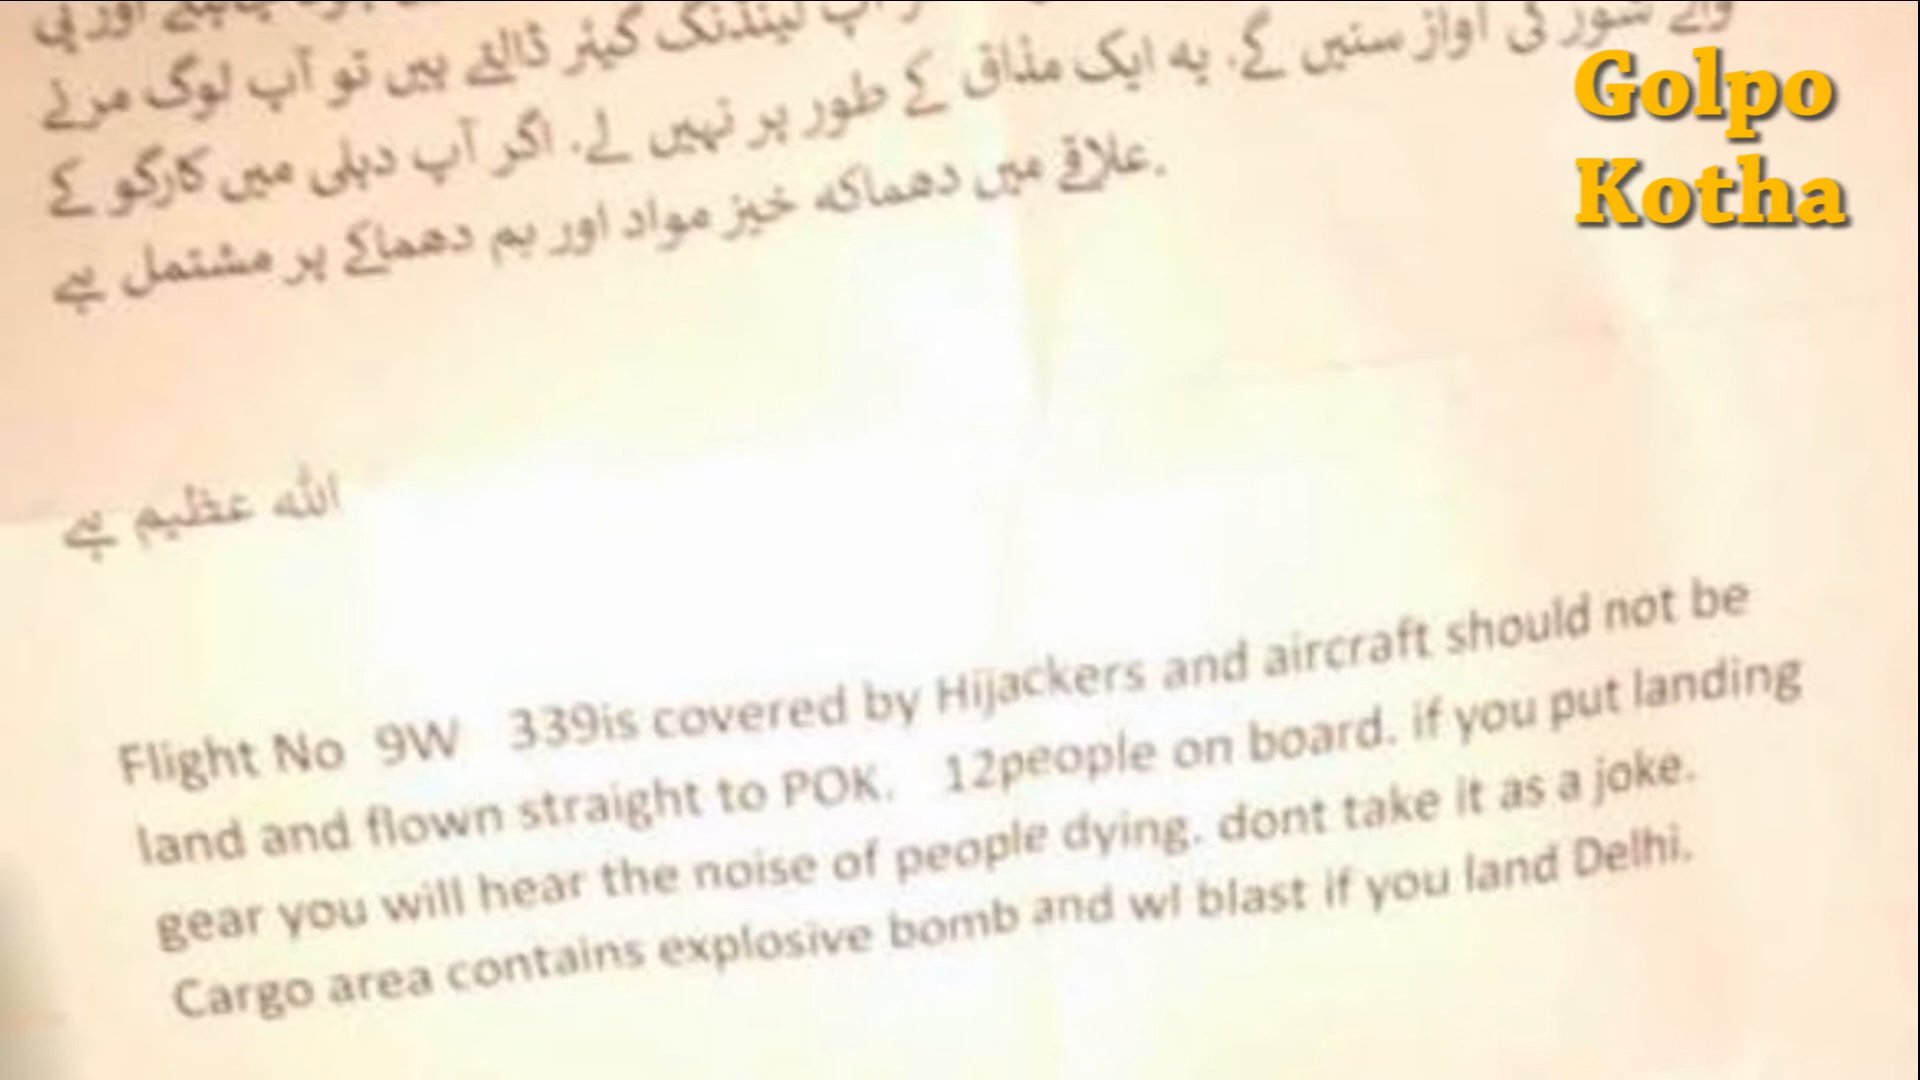 آپ لینڈنگ گیئر ڈالتے ہیں تو آپ لوگ مرنے
والے شور کی آواز سنیں گے. یہ ایک مذاق کے طور پر نہیں لے. اگر آپ دہلی میں کارگو کے
.علاقے میں دھماکہ خیز مواد اور بم دھماکے پر مشتمل ہے
اللہ عظیم ہے
Golpo
Kotha
Flight No 9W 339is covered by Hijackers and aircraft should not be
land and flown straight to POK. 12people on board. if you put landing
gear you will hear the noise of people dying. dont take it as a joke.
Cargo area contains explosive bomb and wl blast if you land Delhi.